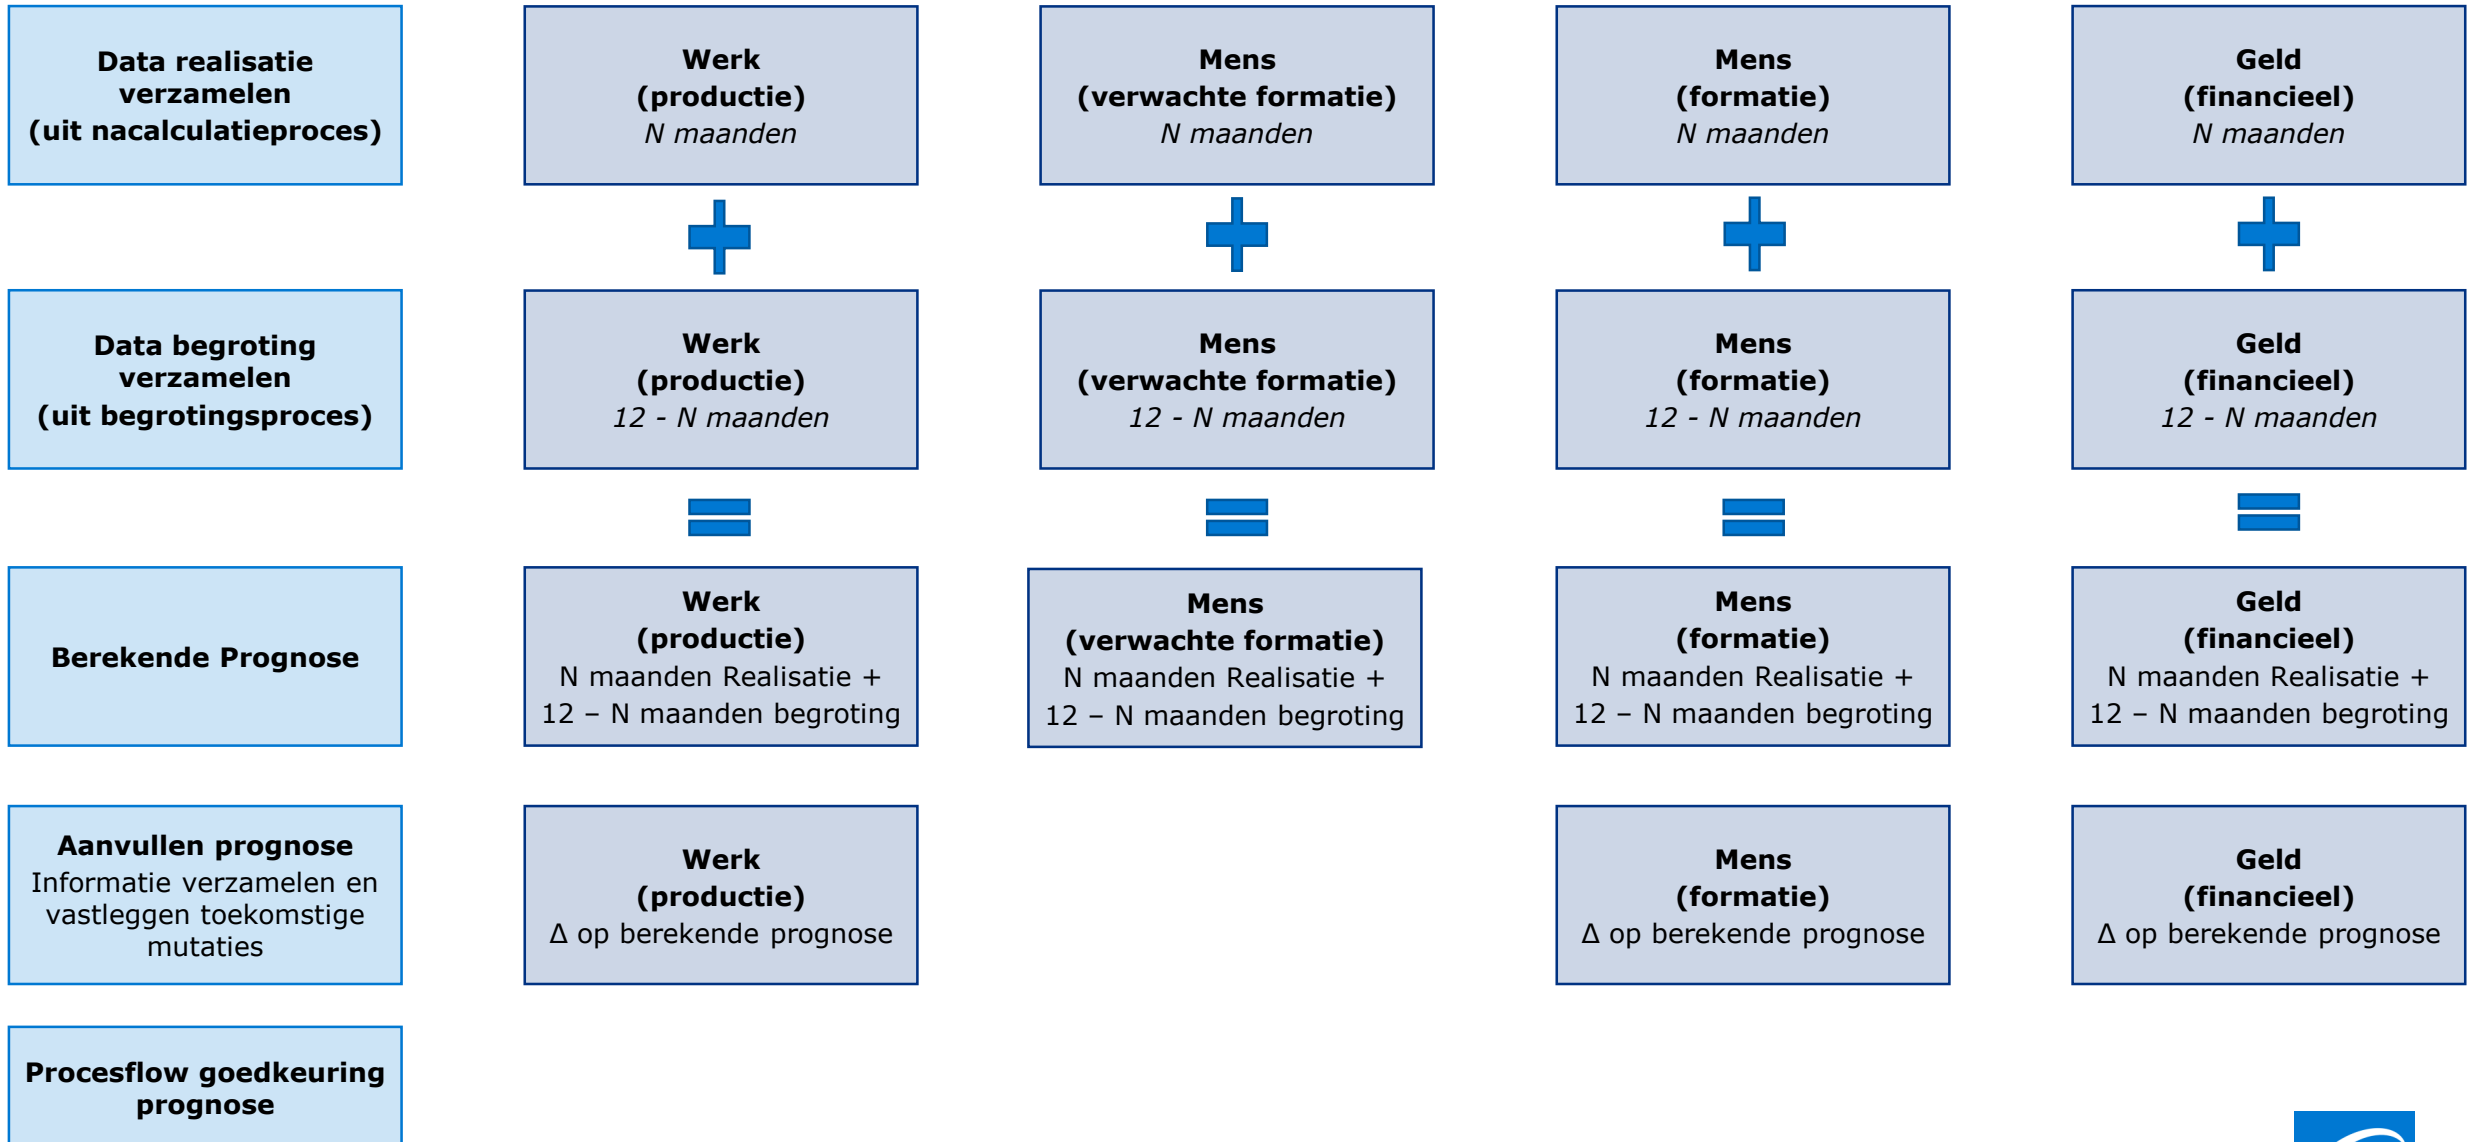 Data realisatie
verzamelen
(uit nacalculatieproces)
Werk
(productie)
N maanden
Mens
(verwachte formatie)
N maanden
Mens
(formatie)
N maanden
Geld
(financieel)
N maanden
Data begroting
verzamelen
(uit begrotingsproces)
Werk
(productie)
12 - N maanden
Mens
(verwachte formatie)
12 - N maanden
Mens
(formatie)
12 - N maanden
Geld
(financieel)
12 - N maanden
Berekende Prognose
Werk
(productie)
N maanden Realisatie +
12 – N maanden begroting
Mens
(verwachte formatie)
N maanden Realisatie +
12 – N maanden begroting
Mens
(formatie)
N maanden Realisatie +
12 – N maanden begroting
Geld
(financieel)
N maanden Realisatie +
12 – N maanden begroting
Aanvullen prognose
Informatie verzamelen en
vastleggen toekomstige
mutaties
Werk
(productie)
Δ op berekende prognose
Mens
(formatie)
Δ op berekende prognose
Geld
(financieel)
Δ op berekende prognose
Procesflow goedkeuring
prognose